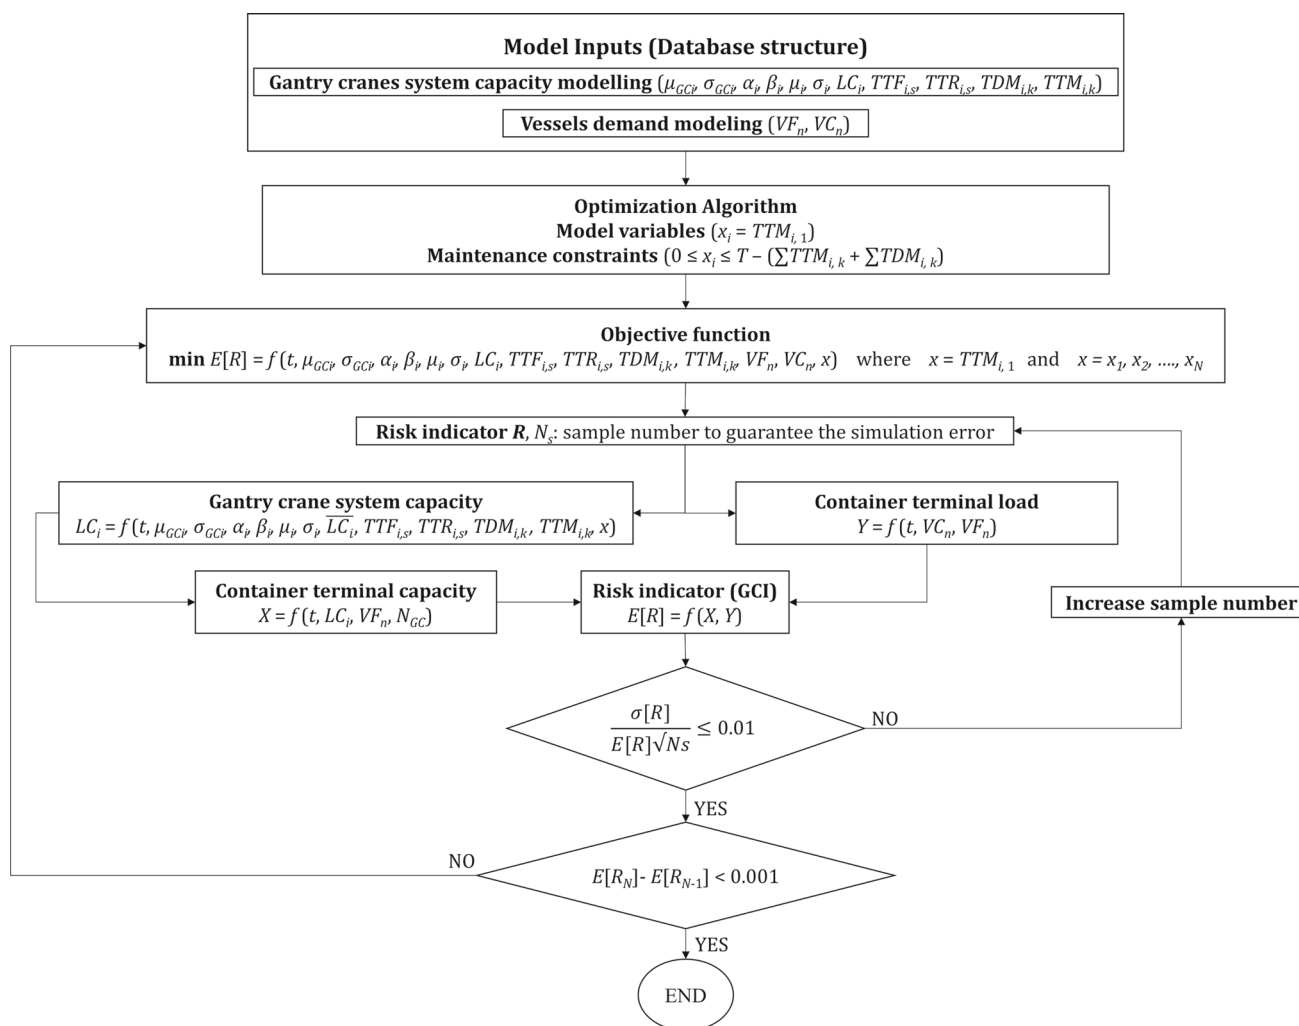 Model Inputs (Database structure)
Gantry cranes system capacity modelling (μGCi, σGCi, αi, βi, μi, σi, LCi, TTFi,s, TTRi,s, TDMi,k, TTMi,k)
Vessels demand modeling (VFn, VCn)
Optimization Algorithm
Model variables (xi = TTMi, 1)
Maintenance constraints (0 ≤ xi ≤ T – (∑TTMi, k + ∑TDMi, k)
Objective function
min E[R] = f (t, μGCi, σGCi, αi, βi, μi, σi, LCi, TTFi,s, TTRi,s, TDMi,k, TTMi,k, VFn, VCn, x) where x = TTMi, 1 and x = x1, x2, ...., xN
Risk indicator R, Ns: sample number to guarantee the simulation error
Gantry crane system capacity
LCi = f (t, μGCi, σGCi, αi, βi, μi, σi, L̅C̅i, TTFi,s, TTRi,s, TDMi,k, TTMi,k, x)
Container terminal load
Y = f (t, VCn, VFn)
Container terminal capacity
X = f (t, LCi, VFn, NGC)
Risk indicator (GCI)
E[R] = f (X, Y)
Increase sample number
σ[R]
E[R]√Ns
≤ 0.01
NO
YES
NO
E[RN]- E[RN-1] < 0.001
YES
END